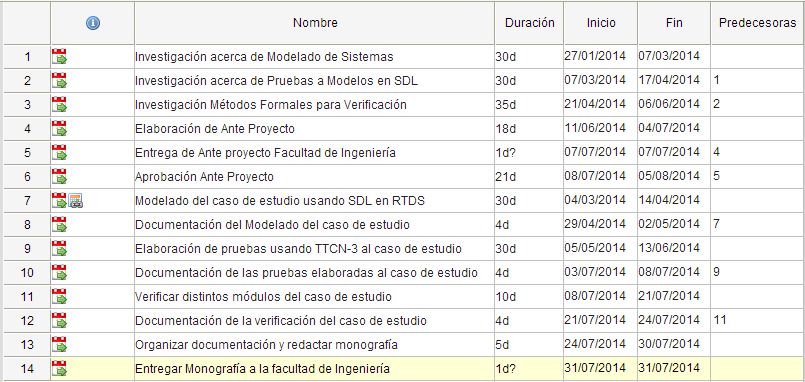 Nombre Duración Inicio Fin Predecesoras
1 Investigación acerca de Modelado de Sistemas 30d 27/01/2014 07/03/2014
2 Investigación acerca de Pruebas a Modelos en SDL 30d 07/03/2014 17/04/2014 1
3 Investigación Métodos Formales para Verificación 35d 21/04/2014 06/06/2014 2
4 Elaboración de Ante Proyecto 18d 11/06/2014 04/07/2014
5 Entrega de Ante proyecto Facultad de Ingeniería 1d? 07/07/2014 07/07/2014 4
6 Aprobación Ante Proyecto 21d 08/07/2014 05/08/2014 5
7 Modelado del caso de estudio usando SDL en RTDS 30d 04/03/2014 14/04/2014
8 Documentación del Modelado del caso de estudio 4d 29/04/2014 02/05/2014 7
9 Elaboración de pruebas usando TTCN-3 al caso de estudio 30d 05/05/2014 13/06/2014
10 Documentación de las pruebas elaboradas al caso de estudio 4d 03/07/2014 08/07/2014 9
11 Verificar distintos módulos del caso de estudio 10d 08/07/2014 21/07/2014
12 Documentación de la verificación del caso de estudio 4d 21/07/2014 24/07/2014 11
13 Organizar documentación y redactar monografía 5d 24/07/2014 30/07/2014
14 Entregar Monografía a la facultad de Ingeniería 1d? 31/07/2014 31/07/2014